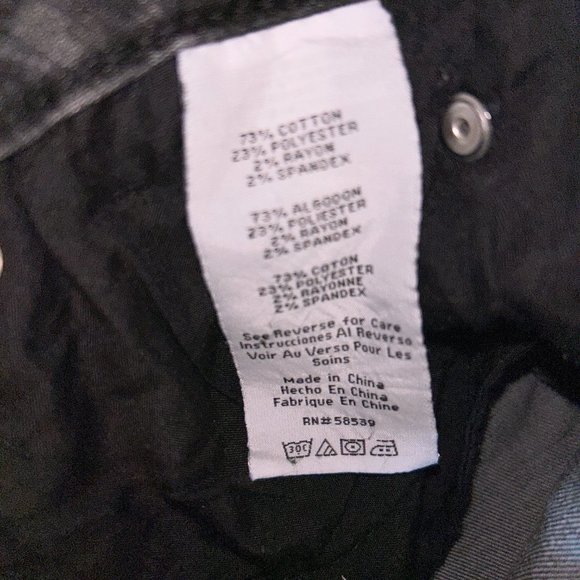 73% COTTON
23% POLYESTER
2% RAYON
2% SPANDEX
73% ALGODON
23% POLIESTER
2% RAYON
2% SPANDEX
73% COTON
23% POLYESTER
2% RAYONNE
2% SPANDEX
See Reverse for Care
Instrucciones Al Reverso
Voir Au Verso Pour Les
Soins
Made in China
Hecho En China
Fabrique En Chine
RN# 58539
30C